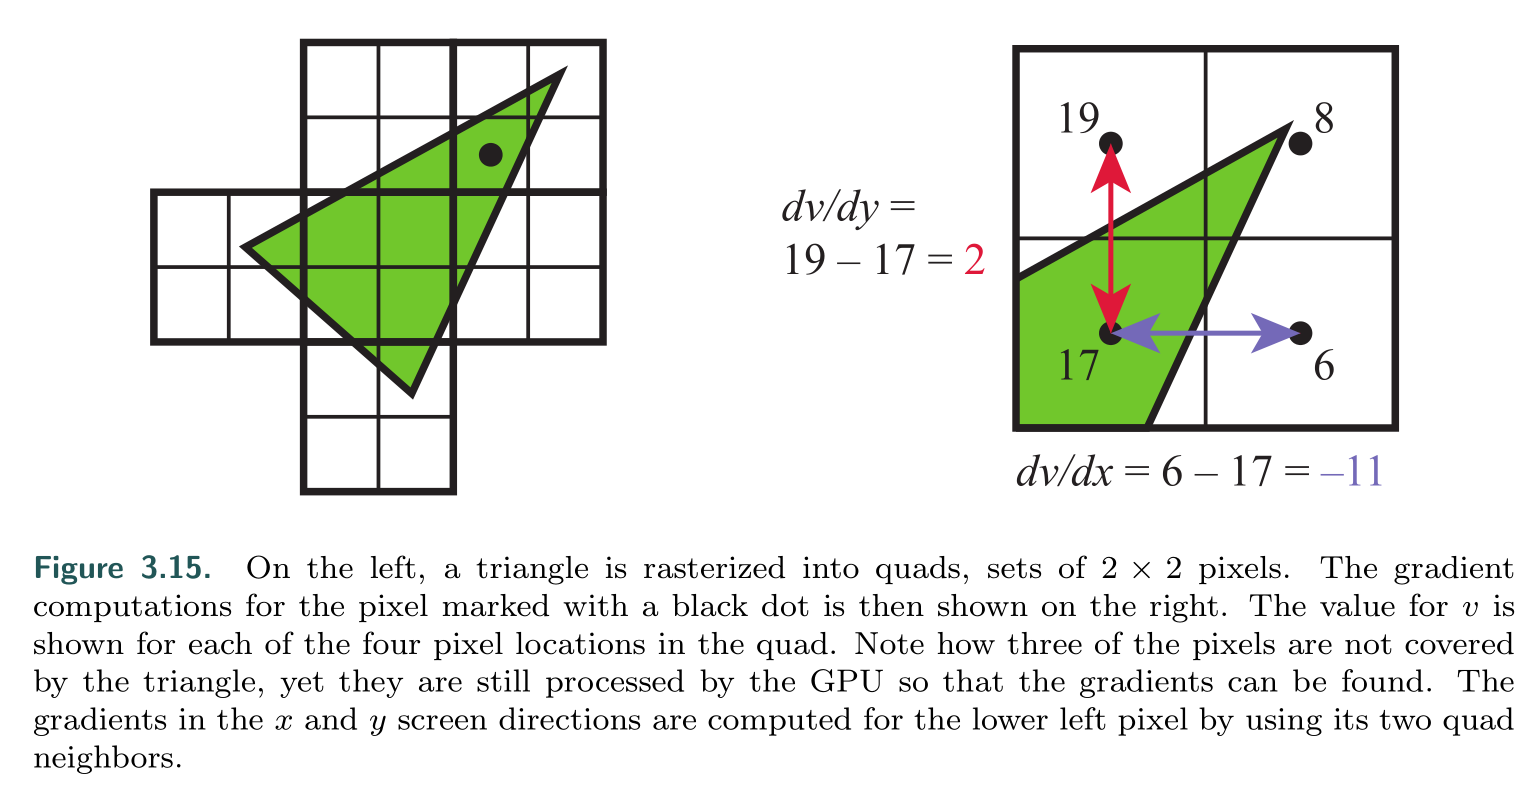 19
8
dv/dy =
19 – 17 = 2
17
6
dv/dx = 6 – 17 = –11
Figure 3.15. On the left, a triangle is rasterized into quads, sets of 2 × 2 pixels. The gradient
computations for the pixel marked with a black dot is then shown on the right. The value for v is
shown for each of the four pixel locations in the quad. Note how three of the pixels are not covered
by the triangle, yet they are still processed by the GPU so that the gradients can be found. The
gradients in the x and y screen directions are computed for the lower left pixel by using its two quad
neighbors.